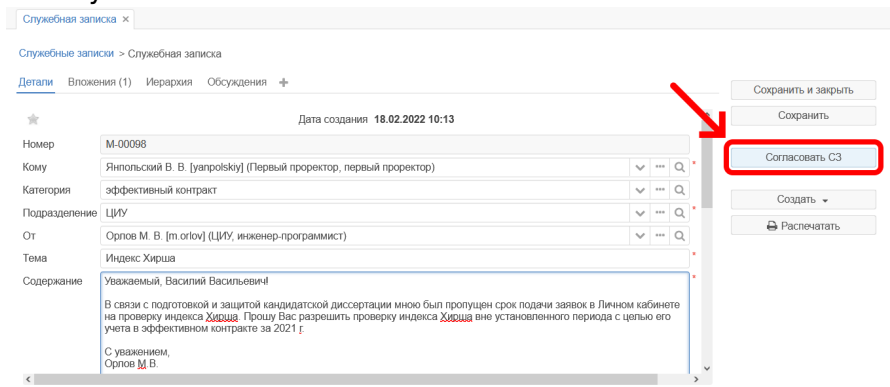 Служебная записка ×
Служебные записки > Служебная записка
Детали Вложения (1) Иерархия Обсуждения +
Сохранить и закрыть
Дата создания 18.02.2022 10:13
Сохранить
Номер М-00098
Согласовать СЗ
Кому Янпольский В. В. [yanpolskiy] (Первый проректор, первый проректор) *
Категория эффективный контракт
Создать
Подразделение ЦИУ *
Распечатать
От Орлов М. В. [m.orlov] (ЦИУ, инженер-программист)
Тема Индекс Хирша *
Содержание Уважаемый, Василий Васильевич! *
В связи с подготовкой и защитой кандидатской диссертации мною был пропущен срок подачи заявок в Личном кабинете
на проверку индекса Хирша. Прошу Вас разрешить проверку индекса Хирша вне установленного периода с целью его
учета в эффективном контракте за 2021 г.
С уважением,
Орлов М.В.